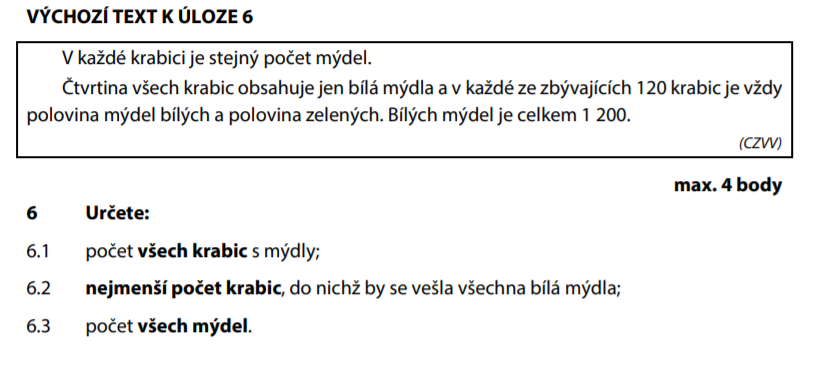 VÝCHOZÍ TEXT K ÚLOZE 6
V každé krabici je stejný počet mýdel.
Čtvrtina všech krabic obsahuje jen bílá mýdla a v každé ze zbývajících 120 krabic je vždy
polovina mýdel bílých a polovina zelených. Bílých mýdel je celkem 1 200.
(CZVV)
max. 4 body
6 Určete:
6.1 počet všech krabic s mýdly;
6.2 nejmenší počet krabic, do nichž by se vešla všechna bílá mýdla;
6.3 počet všech mýdel.